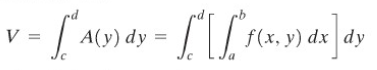 V = ∫_c^d A(y) dy = ∫_c^d [ ∫_a^b f(x, y) dx ] dy